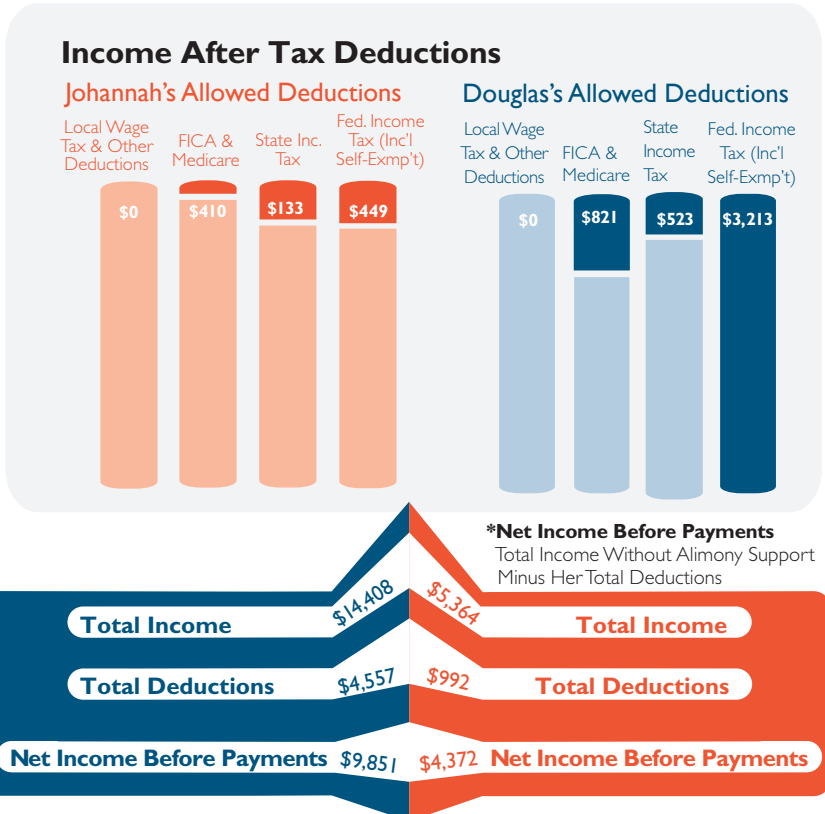 Income After Tax Deductions
Johannah's Allowed Deductions
Local Wage
Tax & Other
Deductions
FICA &
Medicare
State Inc.
Tax
Fed. Income
Tax (Inc'l
Self-Exmp't)
$0
$410
$133
$449
Douglas's Allowed Deductions
Local Wage
Tax & Other
Deductions
FICA &
Medicare
State
Income
Tax
Fed. Income
Tax (Inc'l
Self-Exmp't)
$0
$821
$523
$3,213
*Net Income Before Payments
Total Income Without Alimony Support
Minus Her Total Deductions
Total Income $14,408
$5,364 Total Income
Total Deductions $4,557
$992 Total Deductions
Net Income Before Payments $9,851
$4,372 Net Income Before Payments